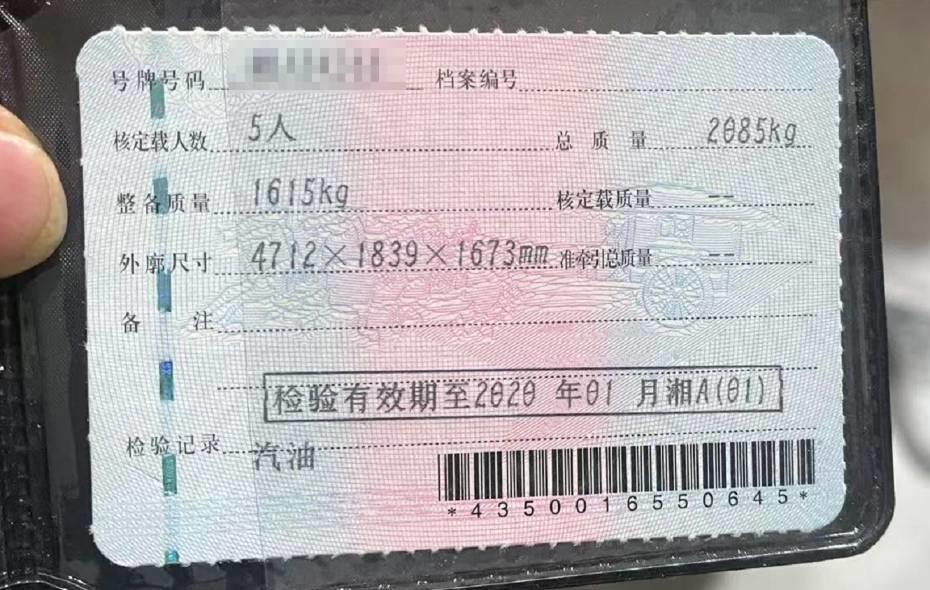 号牌号码 档案编号
核定载人数 5人 总质量 2085kg
整备质量 1615kg 核定载质量 --
外廓尺寸 4712×1839×1673mm 准牵引总质量 --
备注
检验有效期至2020年01月湘A(01)
检验记录 汽油
*4350016550645*